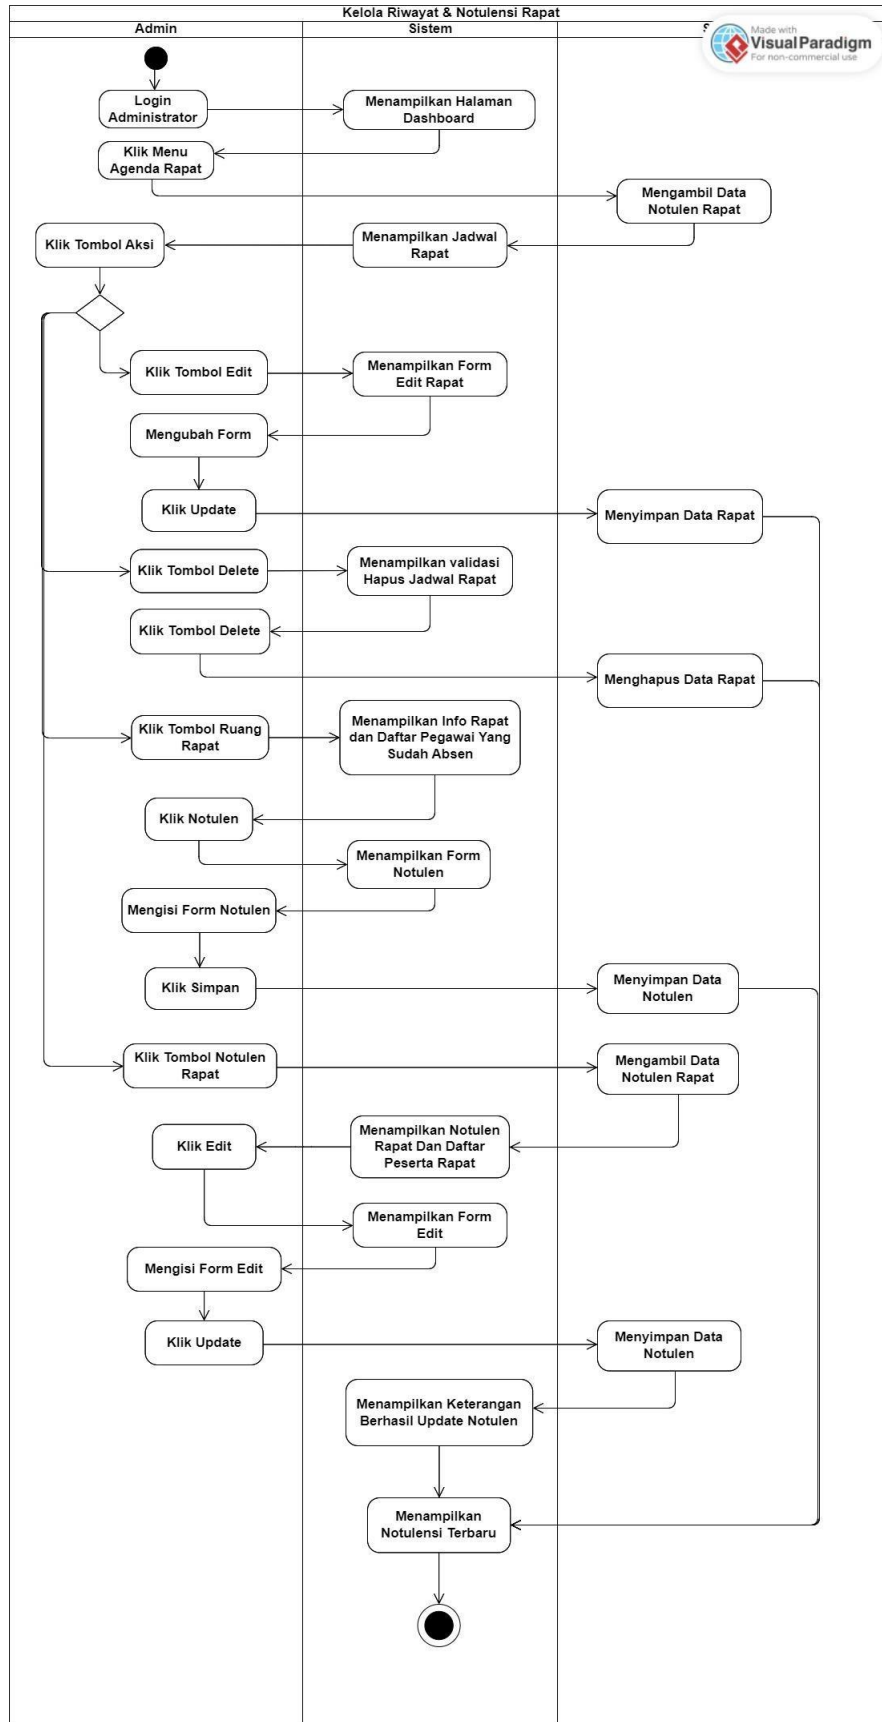 Kelola Riwayat & Notulensi Rapat
Admin
Sistem
Made with
Visual Paradigm
For non-commercial use
Login
Administrator
Menampilkan Halaman
Dashboard
Klik Menu
Agenda Rapat
Mengambil Data
Notulen Rapat
Klik Tombol Aksi
Menampilkan Jadwal
Rapat
Klik Tombol Edit
Menampilkan Form
Edit Rapat
Mengubah Form
Klik Update
Menyimpan Data Rapat
Klik Tombol Delete
Menampilkan validasi
Hapus Jadwal Rapat
Klik Tombol Delete
Menghapus Data Rapat
Klik Tombol Ruang
Rapat
Menampilkan Info Rapat
dan Daftar Pegawai Yang
Sudah Absen
Klik Notulen
Menampilkan Form
Notulen
Mengisi Form Notulen
Klik Simpan
Menyimpan Data
Notulen
Klik Tombol Notulen
Rapat
Mengambil Data
Notulen Rapat
Klik Edit
Menampilkan Notulen
Rapat Dan Daftar
Peserta Rapat
Menampilkan Form
Edit
Mengisi Form Edit
Klik Update
Menyimpan Data
Notulen
Menampilkan Keterangan
Berhasil Update Notulen
Menampilkan
Notulensi Terbaru